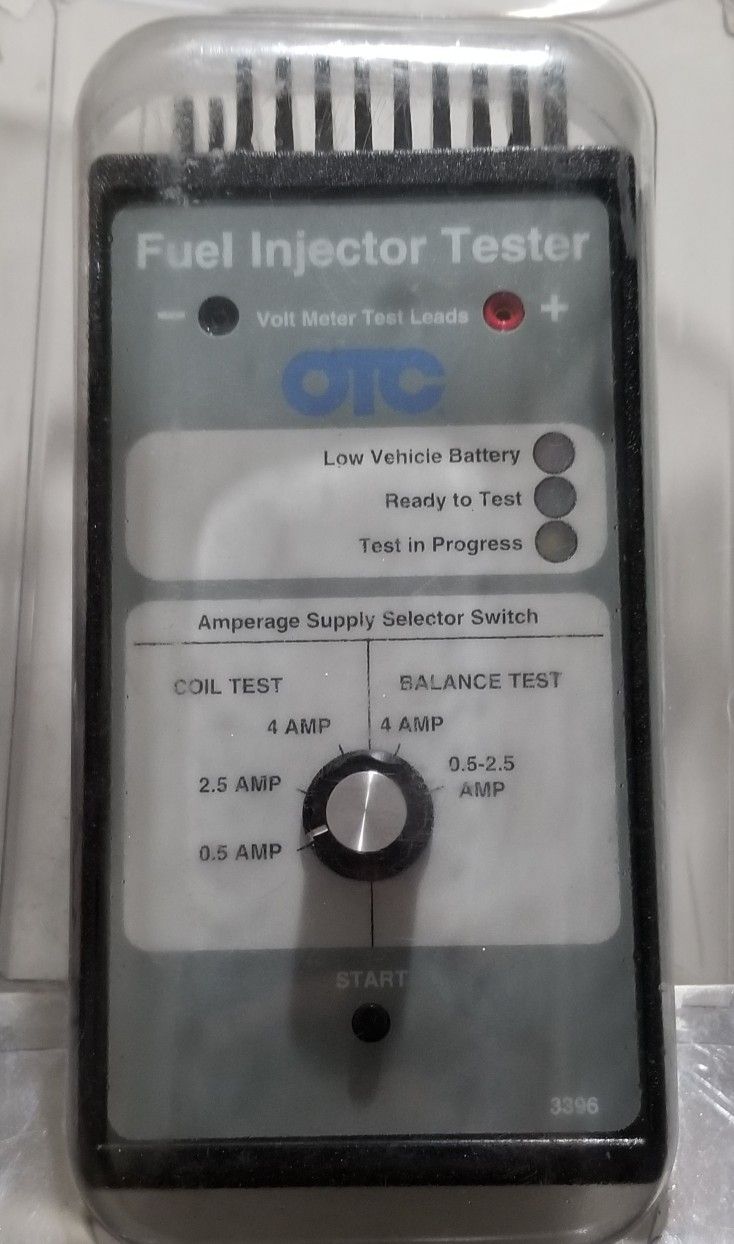 Fuel Injector Tester
− Volt Meter Test Leads +
OTC
Low Vehicle Battery
Ready to Test
Test in Progress
Amperage Supply Selector Switch
COIL TEST
BALANCE TEST
4 AMP
4 AMP
2.5 AMP
0.5-2.5
AMP
0.5 AMP
START
3396